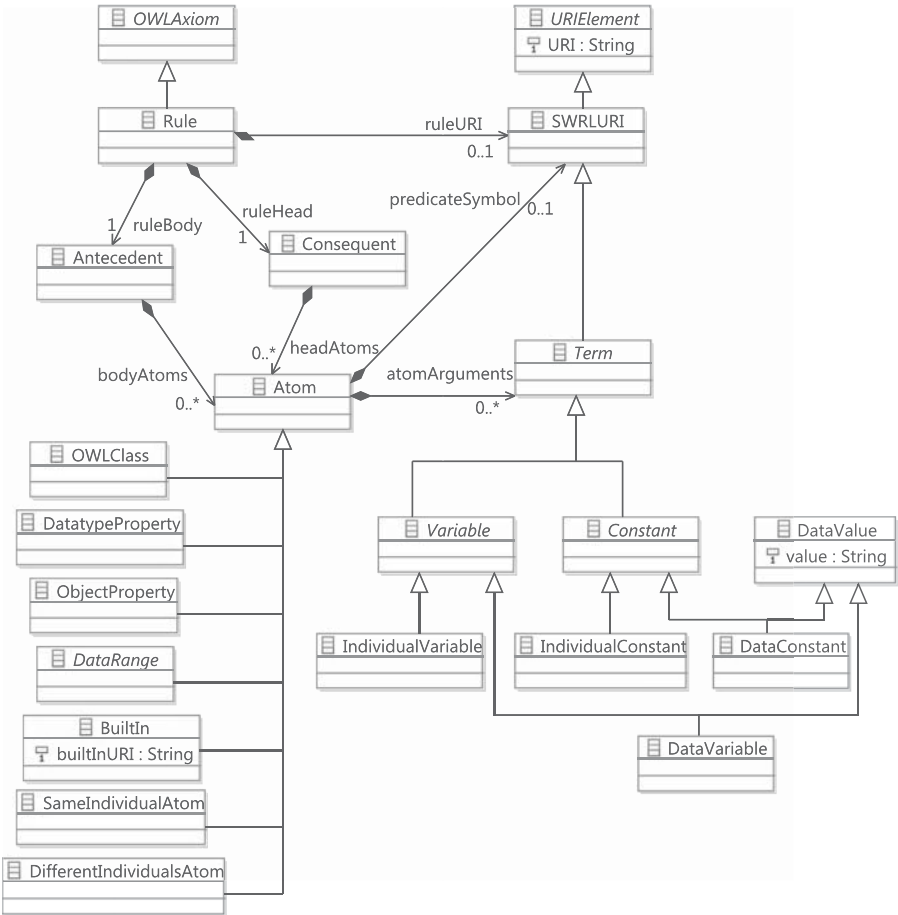 OWLAxiom
URIElement
URI : String
Rule
ruleURI
0..1
SWRLURI
predicateSymbol
0..1
1
ruleBody
ruleHead
1
Antecedent
Consequent
bodyAtoms
0..*
0..*
headAtoms
Atom
atomArguments
0..*
Term
OWLClass
DatatypeProperty
ObjectProperty
DataRange
BuiltIn
builtInURI : String
SameIndividualAtom
DifferentIndividualsAtom
Variable
Constant
DataValue
value : String
IndividualVariable
IndividualConstant
DataConstant
DataVariable